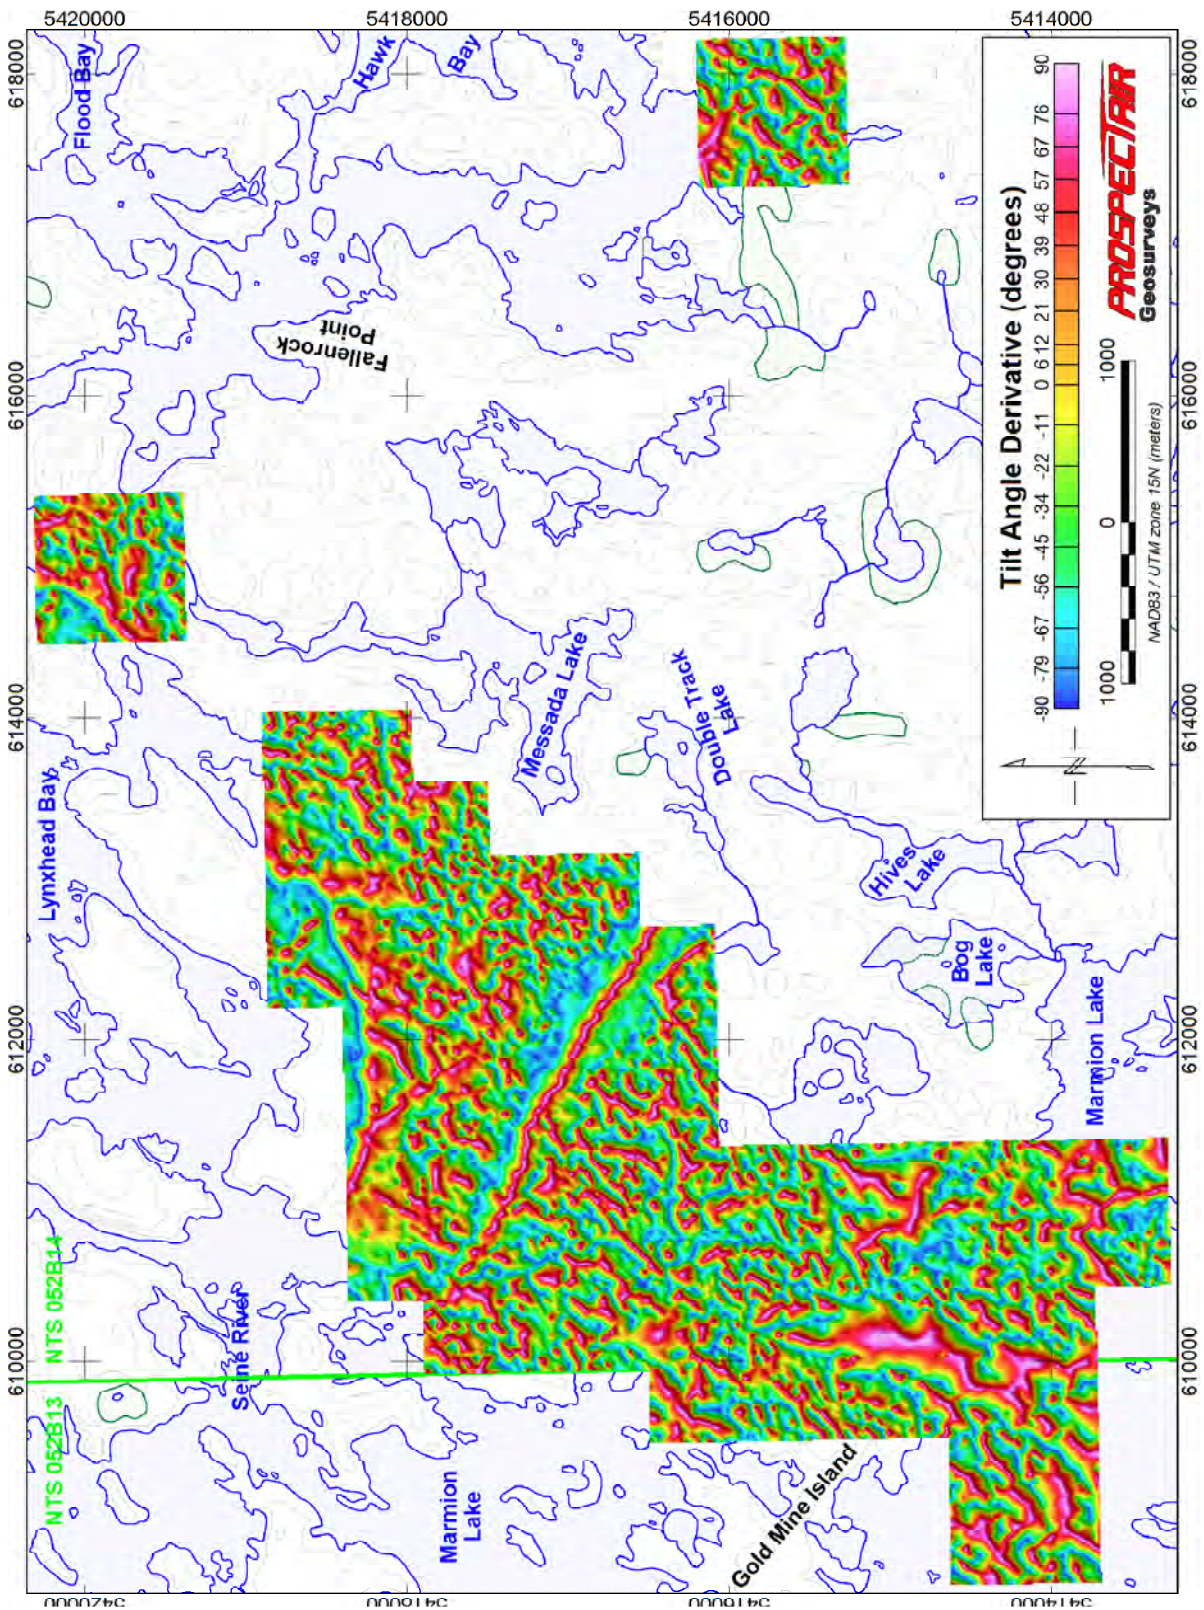 5420000
5418000
5416000
5414000
618000
616000
614000
612000
610000
Flood Bay
Hawk
Bay
Fallenrock
Point
Lynxhead Bay
Messada Lake
Double Track
Lake
Hives
Lake
Bog
Lake
Marmion Lake
NTS 052B14
NTS 052B13
Seine River
Marmion
Lake
Gold Mine Island
Tilt Angle Derivative (degrees)
-90 -79 -67 -56 -45 -34 -22 -11 0 6 12 21 30 39 48 57 67 76 90
1000 0 1000
NAD83 / UTM zone 15N (meters)
PROSPECTAIR
Geosurveys
618000
616000
614000
612000
610000
5420000
5418000
5416000
5414000